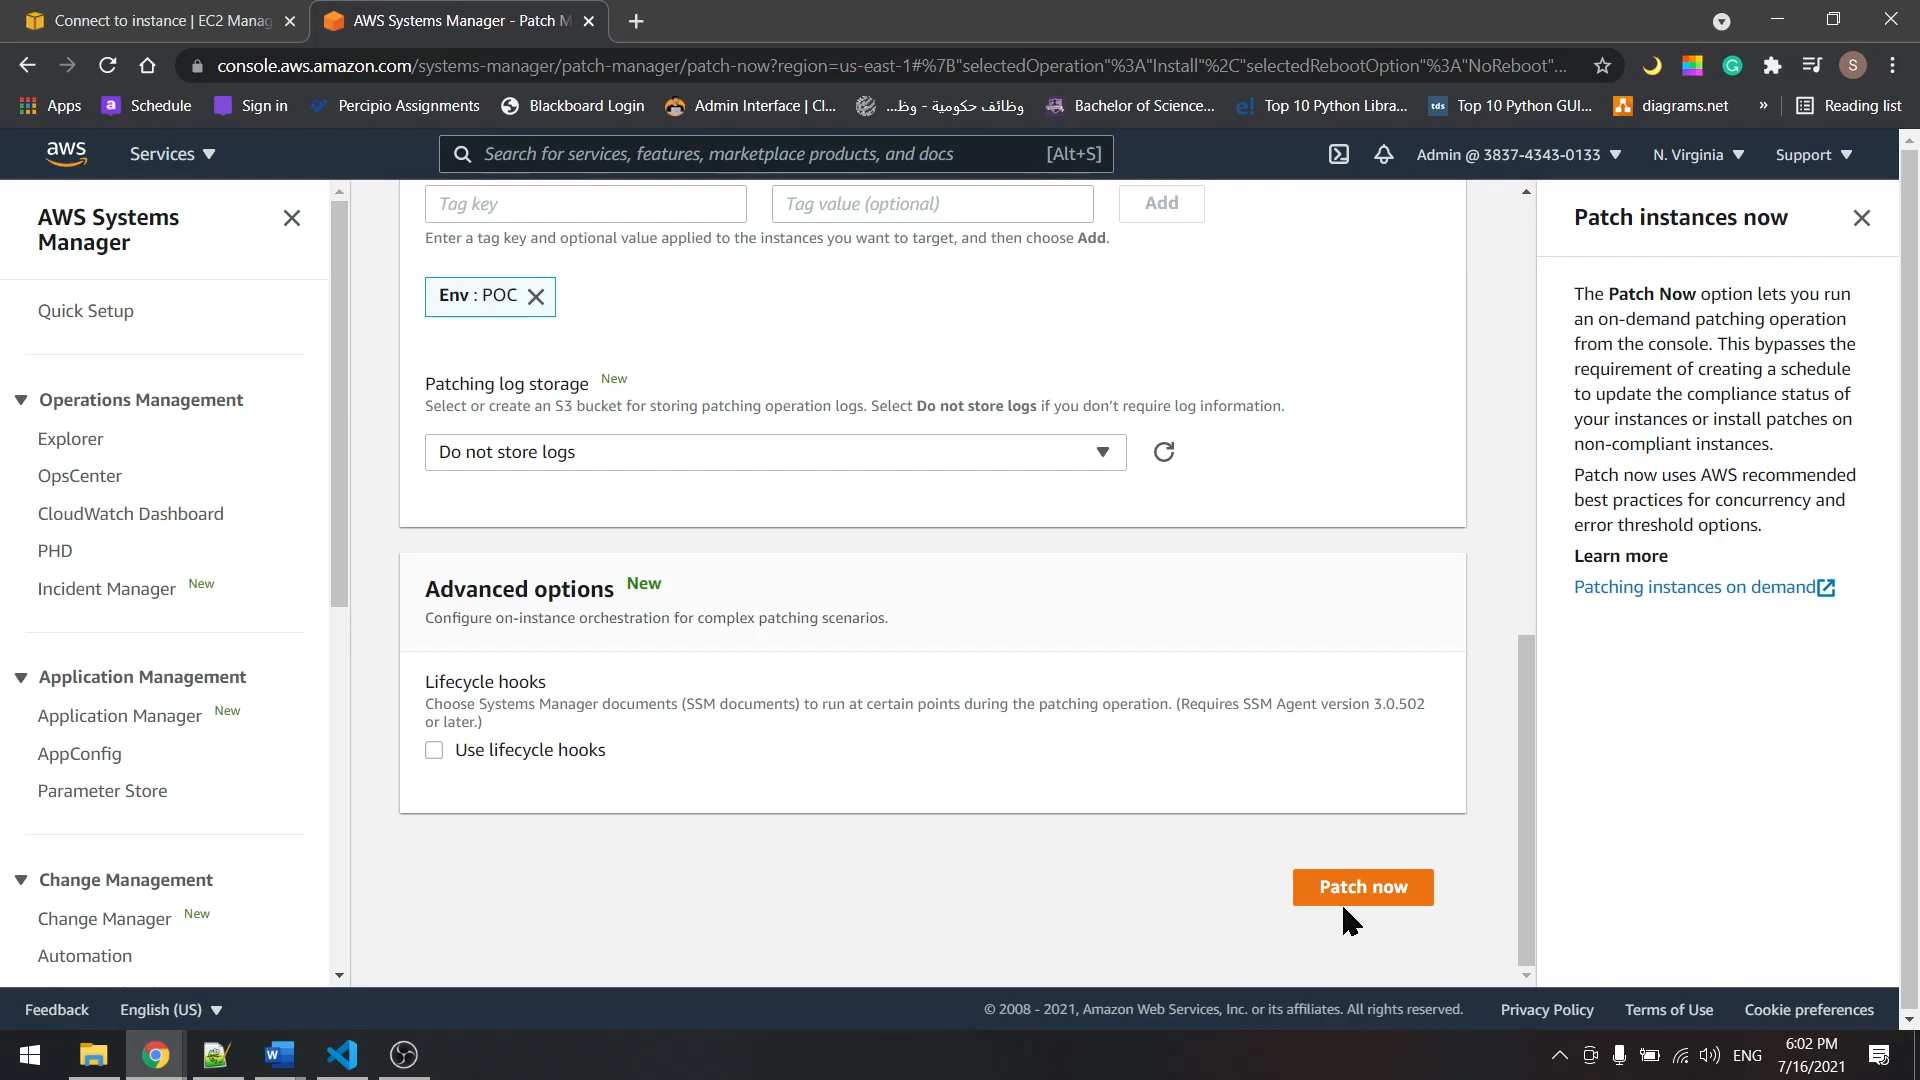 Connect to instance | EC2 Manag
AWS Systems Manager - Patch M
console.aws.amazon.com/systems-manager/patch-manager/patch-now?region=us-east-1#%7B"selectedOperation"%3A"Install"%2C"selectedRebootOption"%3A"NoReboot"...
S
Apps
a
Schedule
Sign in
Percipio Assignments
Blackboard Login
Admin Interface | Cl...
وظائف حكومية - وظ...
Bachelor of Science...
e!
Top 10 Python Libra...
tds
Top 10 Python GUI...
diagrams.net
»
Reading list
aws
Services
Search for services, features, marketplace products, and docs
[Alt+S]
Admin @ 3837-4343-0133
N. Virginia
Support
AWS Systems
Manager
Quick Setup
Operations Management
Explorer
OpsCenter
CloudWatch Dashboard
PHD
Incident Manager New
Application Management
Application Manager New
AppConfig
Parameter Store
Change Management
Change Manager New
Automation
Tag key
Tag value (optional)
Add
Enter a tag key and optional value applied to the instances you want to target, and then choose Add.
Env : POC
Patching log storage New
Select or create an S3 bucket for storing patching operation logs. Select Do not store logs if you don't require log information.
Do not store logs
Advanced options New
Configure on-instance orchestration for complex patching scenarios.
Lifecycle hooks
Choose Systems Manager documents (SSM documents) to run at certain points during the patching operation. (Requires SSM Agent version 3.0.502
or later.)
Use lifecycle hooks
Patch now
Patch instances now
The Patch Now option lets you run
an on-demand patching operation
from the console. This bypasses the
requirement of creating a schedule
to update the compliance status of
your instances or install patches on
non-compliant instances.
Patch now uses AWS recommended
best practices for concurrency and
error threshold options.
Learn more
Patching instances on demand
Feedback
English (US)
© 2008 - 2021, Amazon Web Services, Inc. or its affiliates. All rights reserved.
Privacy Policy
Terms of Use
Cookie preferences
W
ENG
6:02 PM
7/16/2021